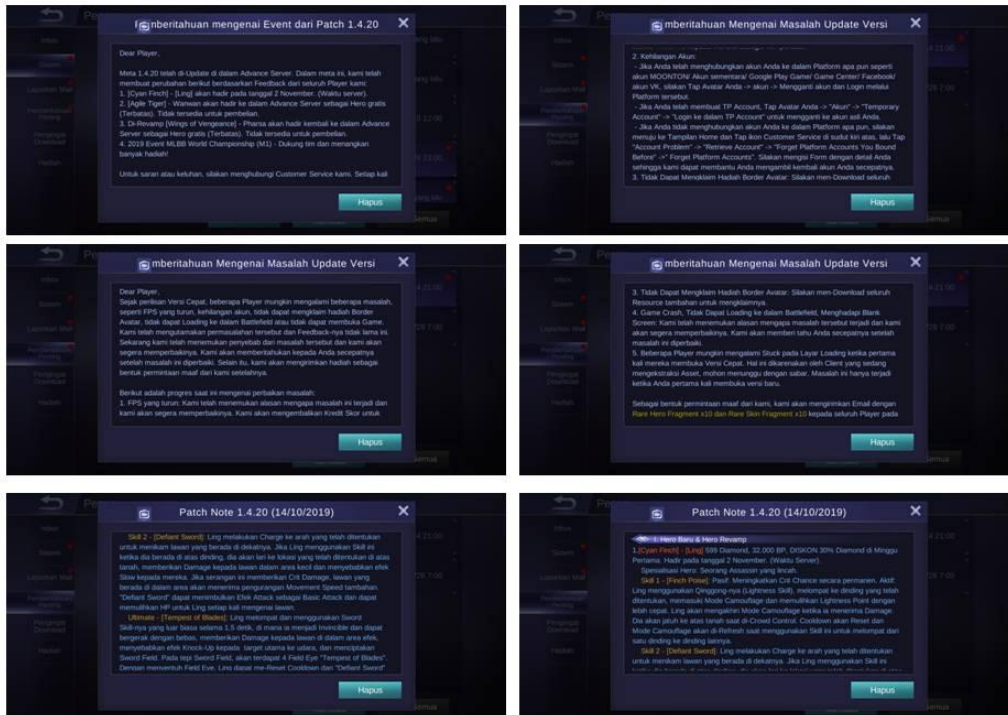 mberitahuan mengenai Event dari Patch 1.4.20
Dear Player,
Meta 1.4.20 telah di-Update di dalam Advance Server. Dalam meta ini, kami telah
membuat perubahan berikut berdasarkan Feedback dari seluruh Player kami:
1. [Cyan Finch] - [Ling] akan hadir pada tanggal 2 November. (Waktu server).
2. [Agile Tiger] - Wanwan akan hadir ke dalam Advance Server sebagai Hero gratis
(Terbatas). Tidak tersedia untuk pembelian.
3. Di-Revamp [Wings of Vengeance] - Pharsa akan hadir kembali ke dalam Advance
Server sebagai Hero gratis (Terbatas). Tidak tersedia untuk pembelian.
4. 2019 Event MLBB World Championship (M1) - Dukung tim dan menangkan
banyak hadiah!
Untuk saran atau keluhan, silakan menghubungi Customer Service kami. Setiap kali
Hapus
mberitahuan Mengenai Masalah Update Versi
2. Kehilangan Akun:
- Jika Anda telah menghubungkan akun Anda ke dalam Platform apa pun seperti
akun MOONTON/ Akun sementara/ Google Play Game/ Game Center/ Facebook/
akun VK, silakan Tap Avatar Anda -> akun -> Mengganti akun dan Login melalui
Platform tersebut.
- Jika Anda telah membuat TP Account, Tap Avatar Anda -> "Akun" -> "Temporary
Account" -> "Login ke dalam TP Account" untuk mengganti ke akun asli Anda.
- Jika Anda tidak menghubungkan akun Anda ke dalam Platform apa pun, silakan
menuju ke Tampilan Home dan Tap ikon Customer Service di sudut kiri atas, lalu Tap
"Account Problem" -> "Retrieve Account" -> "Forget Platform Accounts You Bound
Before" -> "Forget Platform Accounts". Silakan mengisi Form dengan detail Anda
sehingga kami dapat membantu Anda mengambil kembali akun Anda secepatnya.
3. Tidak Dapat Mengklaim Hadiah Border Avatar: Silakan men-Download seluruh
Hapus
mberitahuan Mengenai Masalah Update Versi
Dear Player,
Sejak perilisan Versi Cepat, beberapa Player mungkin mengalami beberapa masalah,
seperti FPS yang turun, kehilangan akun, tidak dapat mengklaim hadiah Border
Avatar, tidak dapat Loading ke dalam Battlefield atau tidak dapat membuka Game.
Kami telah mengutamakan permasalahan tersebut dan Feedback-nya tidak lama ini.
Sekarang kami telah menemukan penyebab dari masalah tersebut dan kami akan
segera memperbaikinya. Kami akan memberitahukan kepada Anda secepatnya
setelah masalah ini diperbaiki. Selain itu, kami akan mengirimkan hadiah sebagai
bentuk permintaan maaf dari kami setelahnya.
Berikut adalah progres saat ini mengenai perbaikan masalah:
1. FPS yang turun: Kami telah menemukan alasan mengapa masalah ini terjadi dan
kami akan segera memperbaikinya. Kami akan mengembalikan Kredit Skor untuk
Hapus
mberitahuan Mengenai Masalah Update Versi
3. Tidak Dapat Mengklaim Hadiah Border Avatar: Silakan men-Download seluruh
Resource tambahan untuk mengklaimnya.
4. Game Crash, Tidak Dapat Loading ke dalam Battlefield, Menghadapi Blank
Screen: Kami telah menemukan alasan mengapa masalah tersebut terjadi dan kami
akan segera memperbaikinya. Kami akan memberi tahu Anda secepatnya setelah
masalah ini diperbaiki.
5. Beberapa Player mungkin mengalami Stuck pada Layar Loading ketika pertama
kali mereka membuka Versi Cepat. Hal ini dikarenakan oleh Client yang sedang
mengekstraksi Asset, mohon menunggu dengan sabar. Masalah ini hanya terjadi
ketika Anda pertama kali membuka versi baru.
Sebagai bentuk permintaan maaf dari kami, kami akan mengirimkan Email dengan
Rare Hero Fragment x10 dan Rare Skin Fragment x10 kepada seluruh Player pada
Hapus
Patch Note 1.4.20 (14/10/2019)
Skill 2 - [Defiant Sword]: Ling melakukan Charge ke arah yang telah ditentukan
untuk menikam lawan yang berada di dekatnya. Jika Ling menggunakan Skill ini
ketika dia berada di atas dinding, dia akan lari ke lokasi yang telah ditentukan di atas
tanah, memberikan Damage kepada lawan dalam area kecil dan menyebabkan efek
Slow kepada mereka. Jika serangan ini memberikan Crit Damage, lawan yang
berada di dalam area akan menerima pengurangan Movement Speed tambahan.
"Defiant Sword" dapat menimbulkan Efek Attack sebagai Basic Attack dan dapat
memulihkan HP untuk Ling setiap kali mengenai lawan.
Ultimate - [Tempest of Blades]: Ling melompat dan menggunakan Sword
Skill-nya yang luar biasa selama 1.5 detik, di mana ia menjadi Invincible dan dapat
bergerak dengan bebas, memberikan Damage kepada lawan di dalam area efek,
menyebabkan efek Knock-Up kepada target utama ke udara, dan menciptakan
Sword Field. Pada tepi Sword Field, akan terdapat 4 Field Eye "Tempest of Blades".
Dengan menyentuh Field Eye, Ling dapat me-Reset Cooldown dari "Defiant Sword"
Hapus
Patch Note 1.4.20 (14/10/2019)
I. Hero Baru & Hero Revamp
1.[Cyan Finch] - [Ling] 599 Diamond, 32.000 BP, DISKON 30% Diamond di Minggu
Pertama. Hadir pada tanggal 2 November. (Waktu Server).
Spesialisasi Hero: Seorang Assassin yang lincah.
Skill 1 - [Finch Poise]: Pasif: Meningkatkan Crit Chance secara permanen. Aktif:
Ling menggunakan Qinggong-nya (Lightness Skill), melompat ke dinding yang telah
ditentukan, memasuki Mode Camouflage dan memulihkan Lightness Point dengan
lebih cepat. Ling akan mengakhiri Mode Camouflage ketika ia menerima Damage.
Dia akan jatuh ke atas tanah saat di-Crowd Control. Cooldown akan Reset dan
Mode Camouflage akan di-Refresh saat menggunakan Skill ini untuk melompat dari
satu dinding ke dinding lainnya.
Skill 2 - [Defiant Sword]: Ling melakukan Charge ke arah yang telah ditentukan
untuk menikam lawan yang berada di dekatnya. Jika Ling menggunakan Skill ini
Hapus